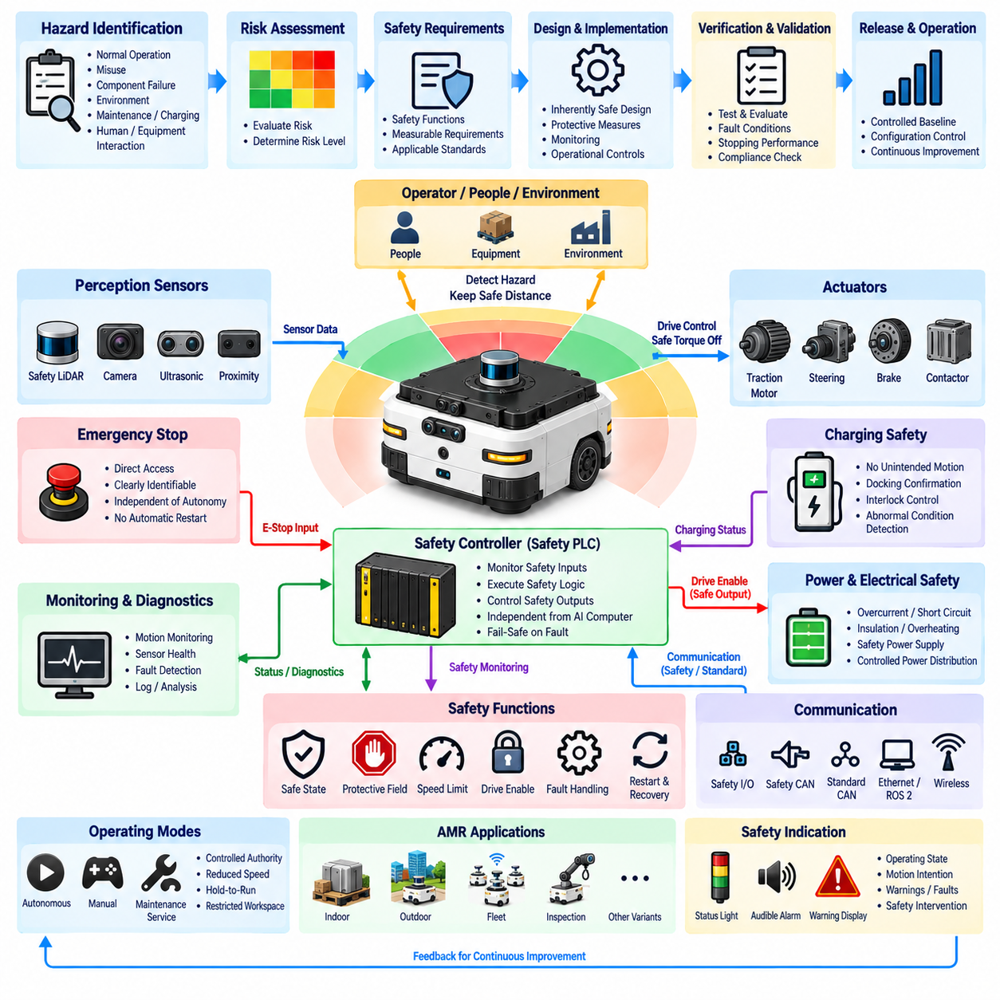 Hazard Identification
• Normal Operation
• Misuse
• Component Failure
• Environment
• Maintenance / Charging
• Human / Equipment
Interaction
Risk Assessment
• Evaluate Risk
• Determine Risk Level
Safety Requirements
• Safety Functions
• Measurable Requirements
• Applicable Standards
Design & Implementation
• Inherently Safe Design
• Protective Measures
• Monitoring
• Operational Controls
Verification & Validation
• Test & Evaluate
• Fault Conditions
• Stopping Performance
• Compliance Check
Release & Operation
• Controlled Baseline
• Configuration Control
• Continuous Improvement
Operator / People / Environment
People
Equipment
Environment
Detect Hazard
Keep Safe Distance
Perception Sensors
Safety LiDAR
Camera
Ultrasonic
Proximity
Sensor Data
Drive Control
Safe Torque Off
Actuators
Traction
Motor
Steering
Brake
Contactor
Emergency Stop
• Direct Access
• Clearly Identifiable
• Independent of Autonomy
• No Automatic Restart
E-Stop Input
Charging Safety
• No Unintended Motion
• Docking Confirmation
• Interlock Control
• Abnormal Condition
Detection
Charging Status
Safety Controller (Safety PLC)
• Monitor Safety Inputs
• Execute Safety Logic
• Control Safety Outputs
• Independent from AI Computer
• Fail-Safe on Fault
Drive Enable
(Safe Output)
Power & Electrical Safety
• Overcurrent / Short Circuit
• Insulation / Overheating
• Safety Power Supply
• Controlled Power Distribution
Monitoring & Diagnostics
• Motion Monitoring
• Sensor Health
• Fault Detection
• Log / Analysis
Status / Diagnostics
Safety Monitoring
Communication
(Safety / Standard)
Safety Functions
Safe State
Protective Field
Speed Limit
Drive Enable
Fault Handling
Restart &
Recovery
Communication
Safety I/O
Safety CAN
Standard
CAN
Ethernet /
ROS 2
Wireless
Operating Modes
Autonomous
Manual
Maintenance
Service
• Controlled Authority
• Reduced Speed
• Hold-to-Run
• Restricted Workspace
AMR Applications
Indoor
Outdoor
Fleet
Inspection
Other Variants
Safety Indication
Status Light
Audible Alarm
Warning Display
• Operating State
• Motion Intention
• Warnings / Faults
• Safety Intervention
Feedback for Continuous Improvement